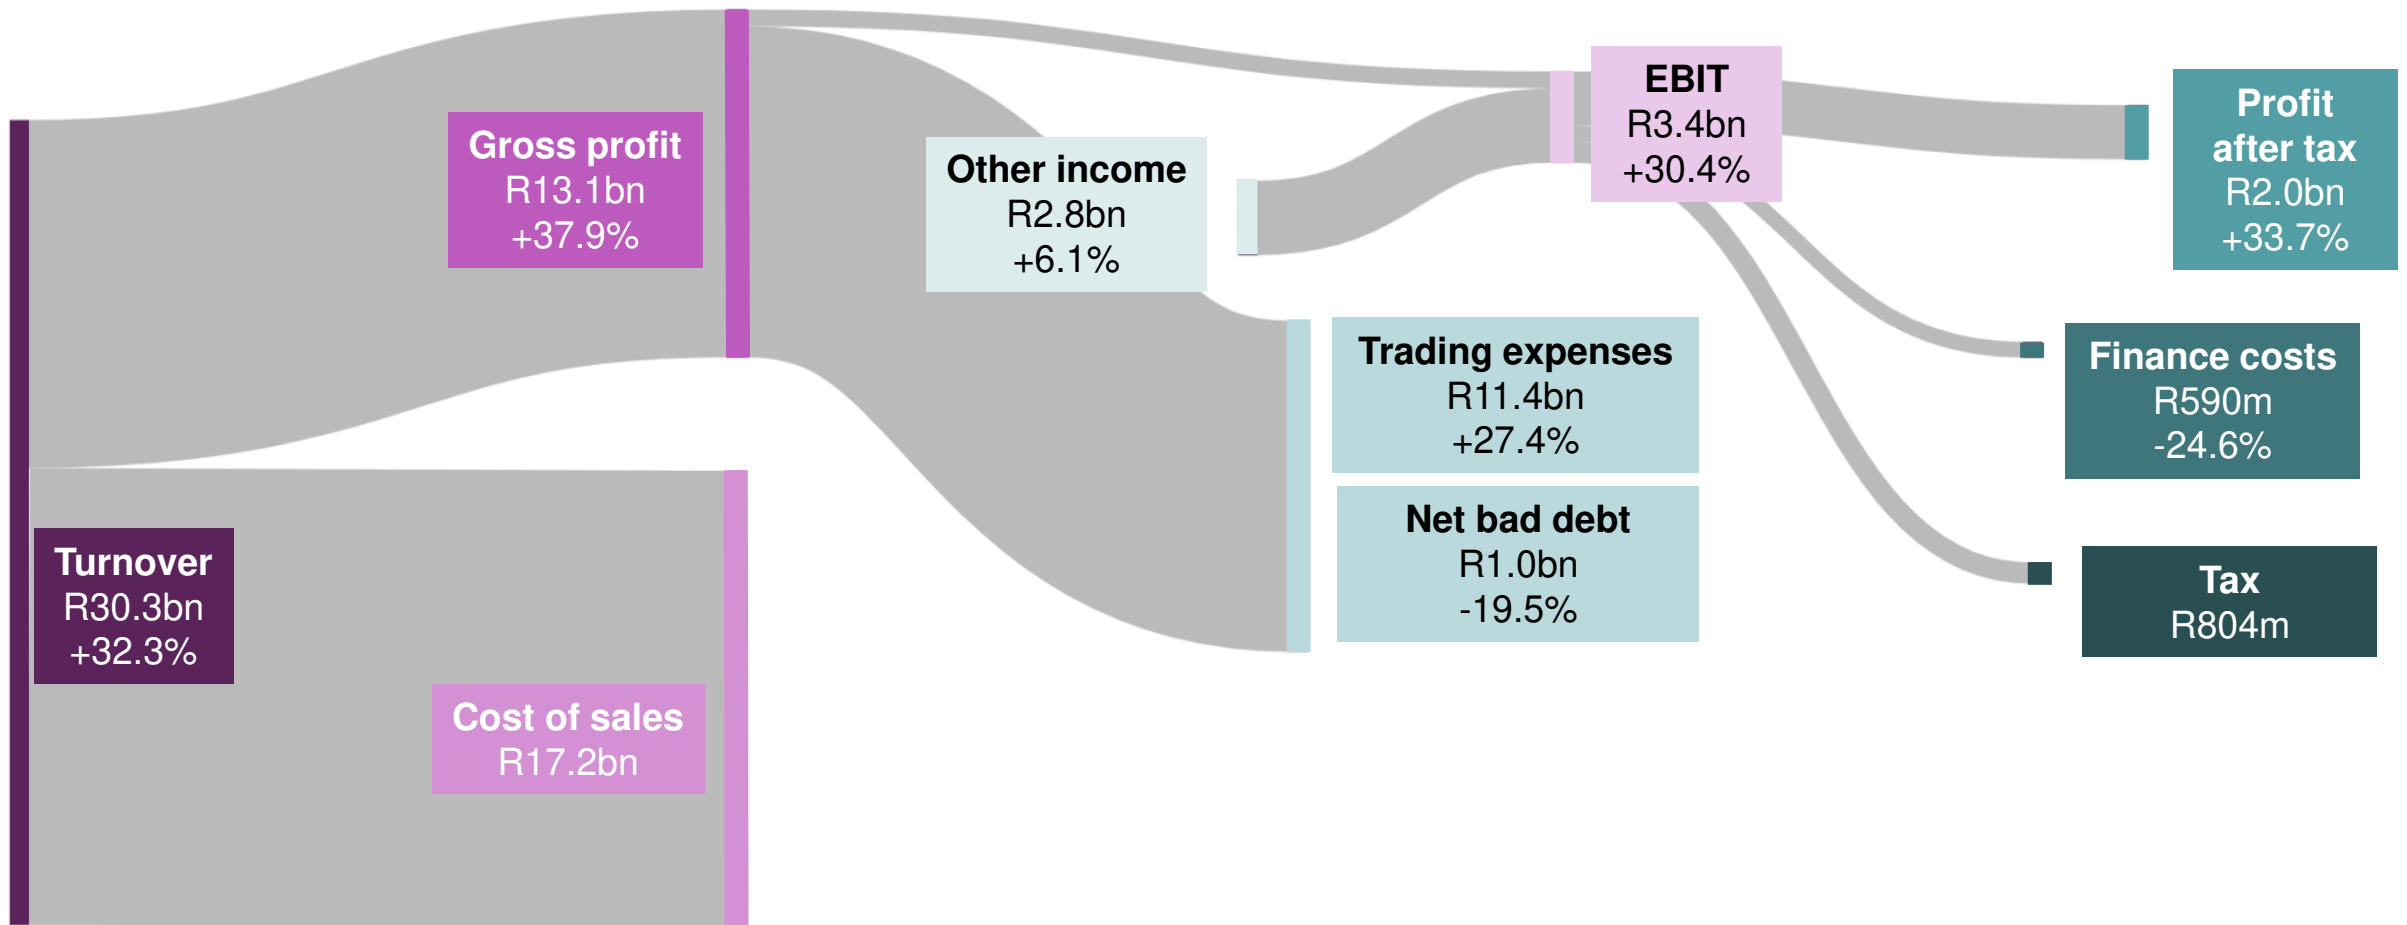 Turnover
R30.3bn
+32.3%
Gross profit
R13.1bn
+37.9%
Cost of sales
R17.2bn
Other income
R2.8bn
+6.1%
Trading expenses
R11.4bn
+27.4%
Net bad debt
R1.0bn
-19.5%
EBIT
R3.4bn
+30.4%
Profit
after tax
R2.0bn
+33.7%
Finance costs
R590m
-24.6%
Tax
R804m